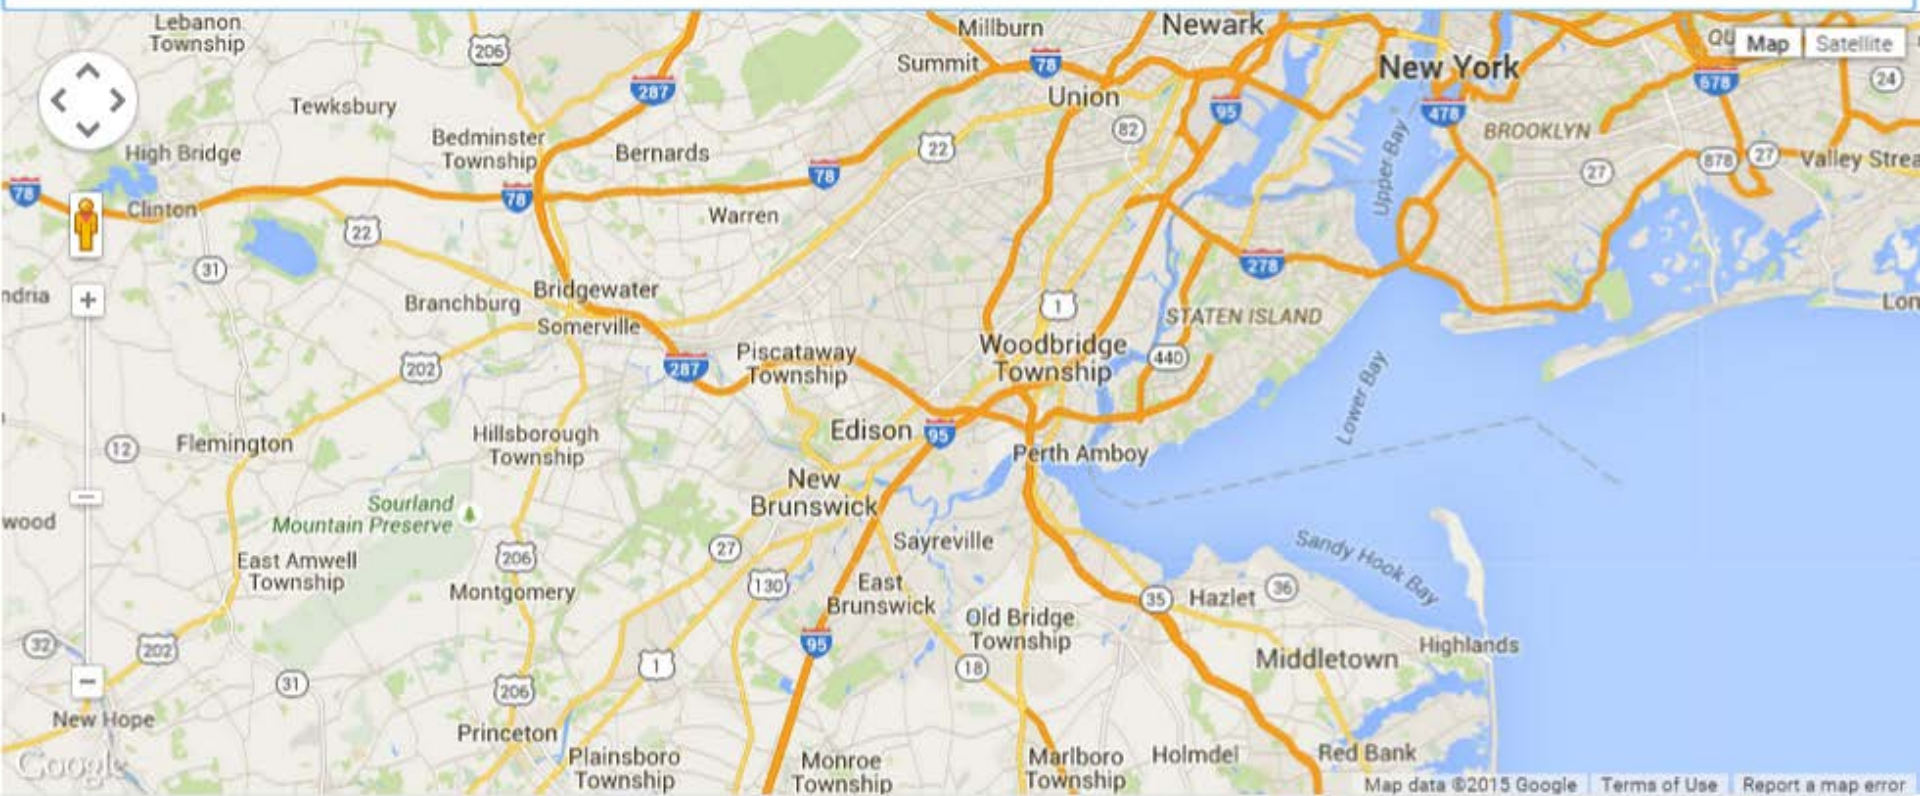 Lebanon
Township
206
Millburn
Newark
QU
Map
Satellite
Summit
78
New York
678
24
287
Union
Tewksbury
95
478
82
BROOKLYN
Bedminster
Township
22
High Bridge
Bernards
878
27
Valley Strea
27
78
78
78
Upper Bay
Clinton
Warren
22
31
278
ndria
Bridgewater
Branchburg
Somerville
1
STATEN ISLAND
Lon
Woodbridge
Township
440
202
287
Piscataway
Township
Lower Bay
Edison
95
12
Flemington
Hillsborough
Township
Perth Amboy
New
Brunswick
Sourland
Mountain Preserve
wood
27
Sayreville
Sandy Hook Bay
206
East Amwell
Township
130
East
Brunswick
Montgomery
35
Hazlet
36
Old Bridge
Township
32
202
95
Highlands
1
18
Middletown
31
206
New Hope
Princeton
Plainsboro
Township
Monroe
Township
Marlboro
Township
Holmdel
Red Bank
Google
Map data ©2015 Google
Terms of Use
Report a map error